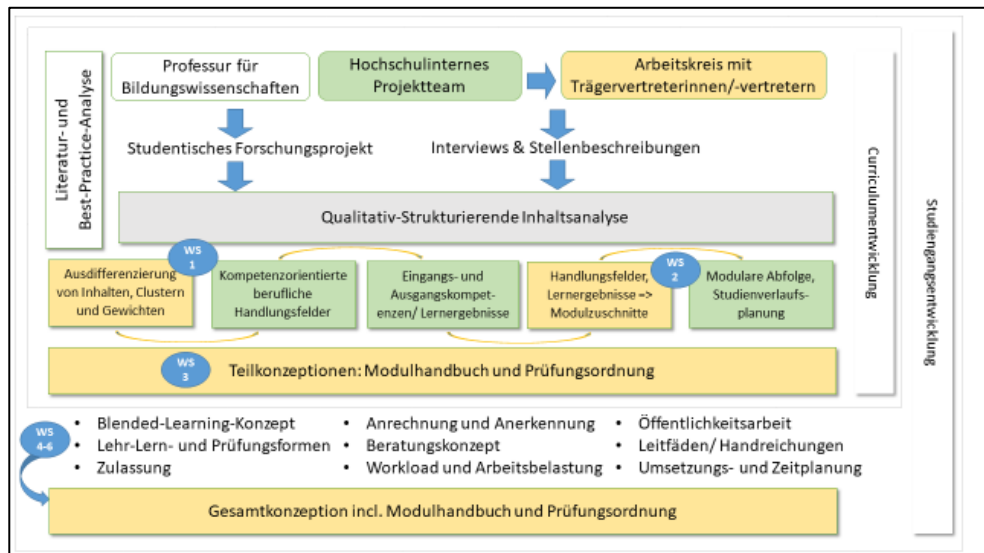 Literatur- und
Best-Practice-Analyse
Professur für
Bildungswissenschaften
Hochschulinternes
Projektteam
Arbeitskreis mit
Trägervertreterinnen/-vertretern
Studentisches Forschungsprojekt
Interviews & Stellenbeschreibungen
Qualitativ-Strukturierende Inhaltsanalyse
WS
1
Ausdifferenzierung
von Inhalten, Clustern
und Gewichten
Kompetenzorientierte
berufliche
Handlungsfelder
Eingangs- und
Ausgangskompet-
enzen/ Lernergebnisse
Handlungsfelder,
Lernergebnisse =>
Modulzuschnitte
WS
2
Modulare Abfolge,
Studienverlaufs-
planung
WS
3
Teilkonzeptionen: Modulhandbuch und Prüfungsordnung
Curriculumentwicklung
Studiengangsentwicklung
WS
4-6
• Blended-Learning-Konzept
• Lehr-Lern- und Prüfungsformen
• Zulassung
• Anrechnung und Anerkennung
• Beratungskonzept
• Workload und Arbeitsbelastung
• Öffentlichkeitsarbeit
• Leitfäden/ Handreichungen
• Umsetzungs- und Zeitplanung
Gesamtkonzeption incl. Modulhandbuch und Prüfungsordnung